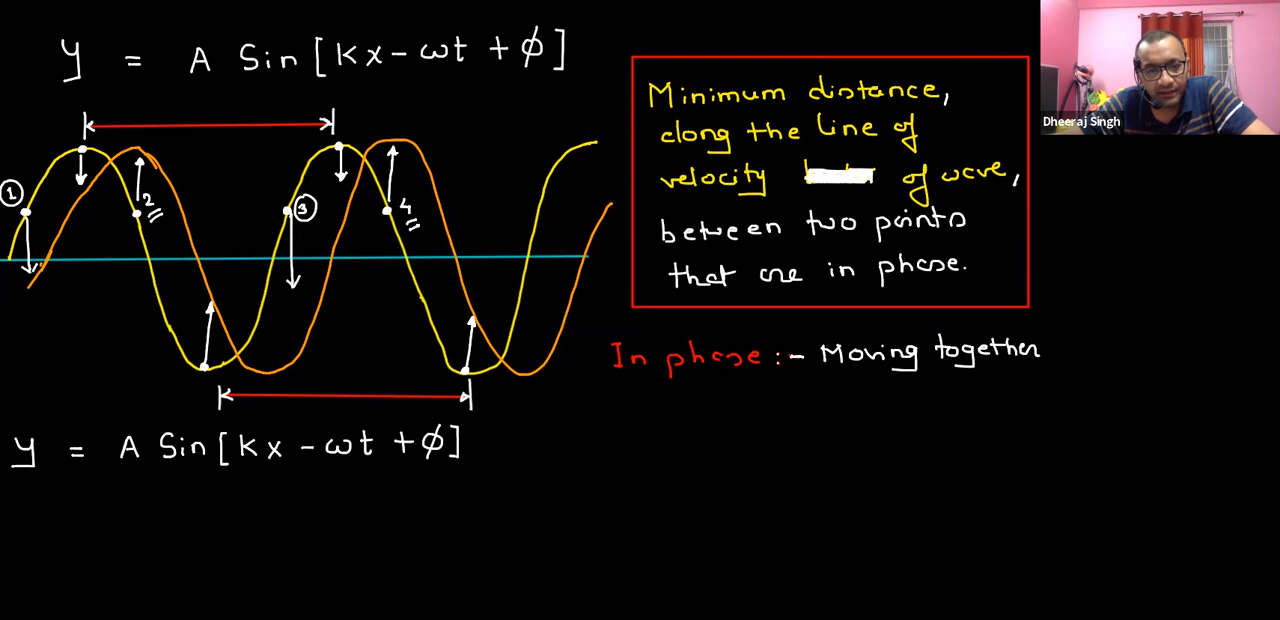 y = A Sin [kx - ωt + φ]
Minimum distance,
along the line of
velocity of wave,
between two points
that are in phase.
Dheeraj Singh
1
2
3
4
In phase :- Moving together
y = A Sin [kx - ωt + φ]